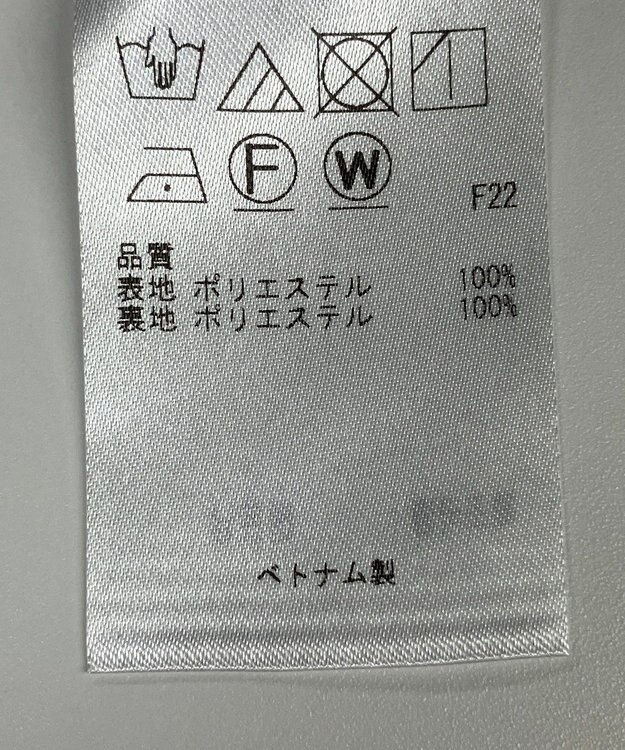 F W F22
品質
表地 ポリエステル 100%
裏地 ポリエステル 100%
ベトナム製